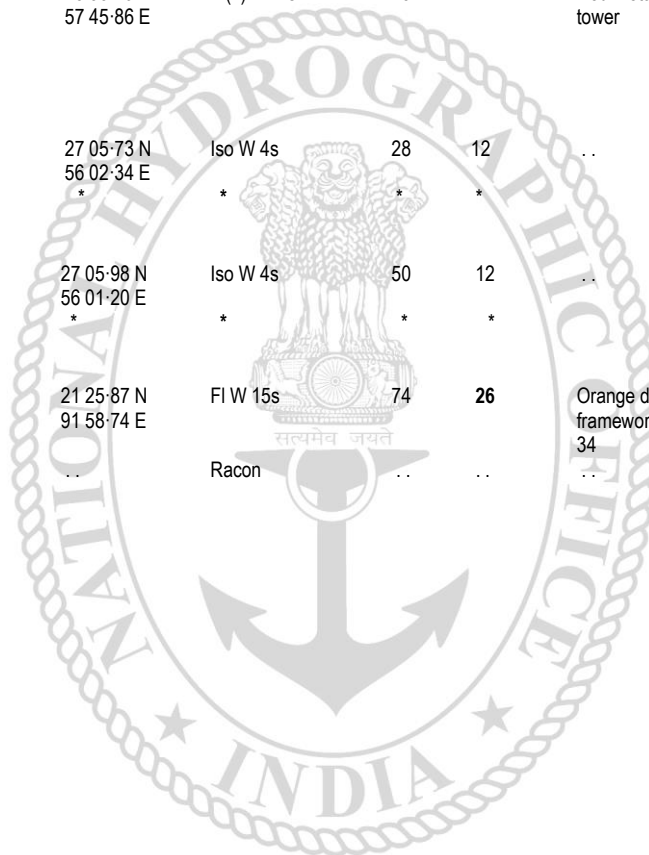 57 45·86 E tower
27 05·73 N Iso W 4s 28 12 . .
56 02·34 E
* * * *
27 05·98 N Iso W 4s 50 12 . .
56 01·20 E
* * * *
21 25·87 N Fl W 15s 74 26 Orange d
91 58·74 E framewor
34
. . Racon . . . . . .
NATIONAL HYDROGRAPHIC OFFICE
सत्यमेव जयते
INDIA